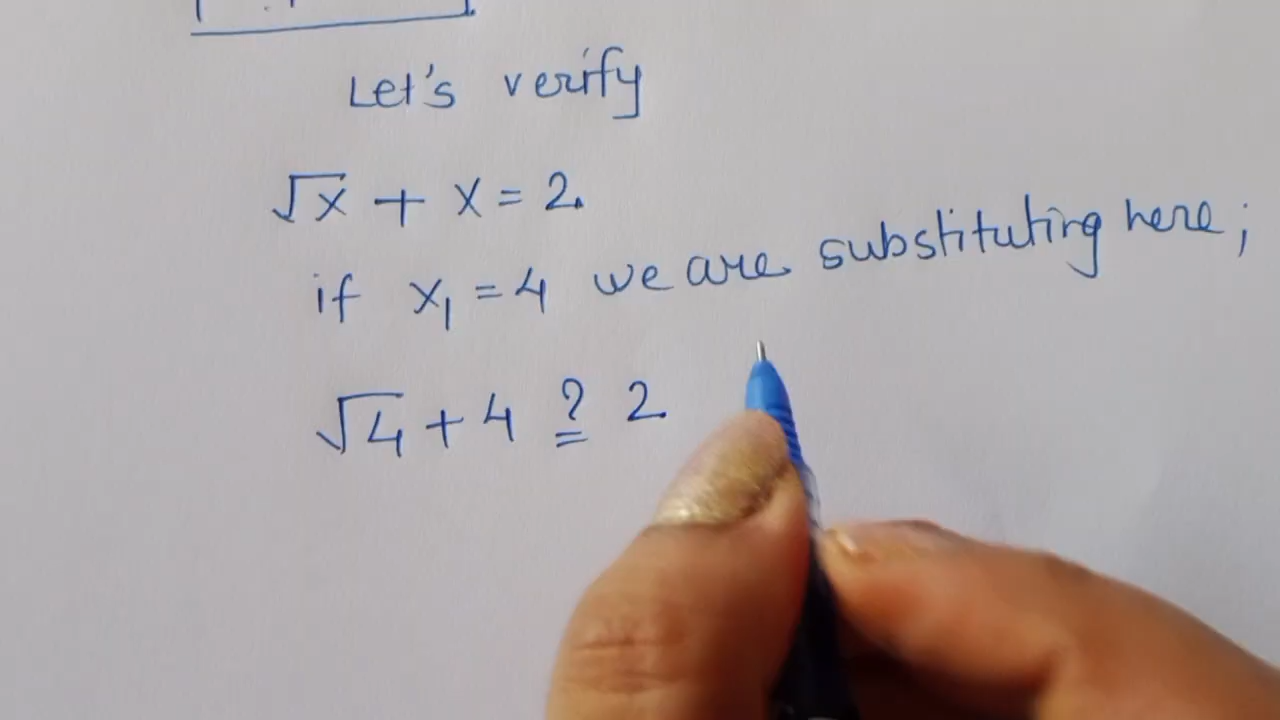 Let's verify
√x + x = 2.
if x₁ = 4 we are substituting here;
√4 + 4 ≟ 2